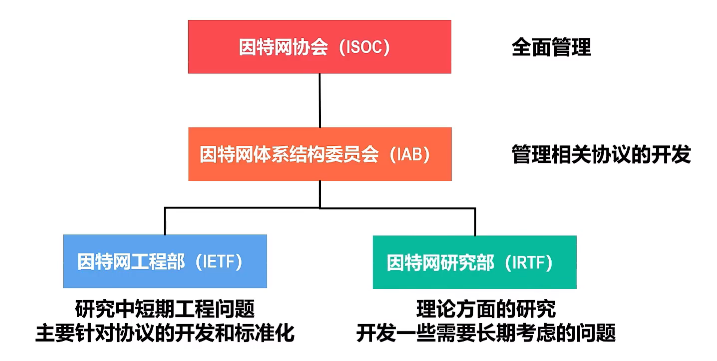 因特网协会（ISOC）
全面管理
因特网体系结构委员会（IAB）
管理相关协议的开发
因特网工程部（IETF）
因特网研究部（IRTF）
研究中短期工程问题
主要针对协议的开发和标准化
理论方面的研究
开发一些需要长期考虑的问题